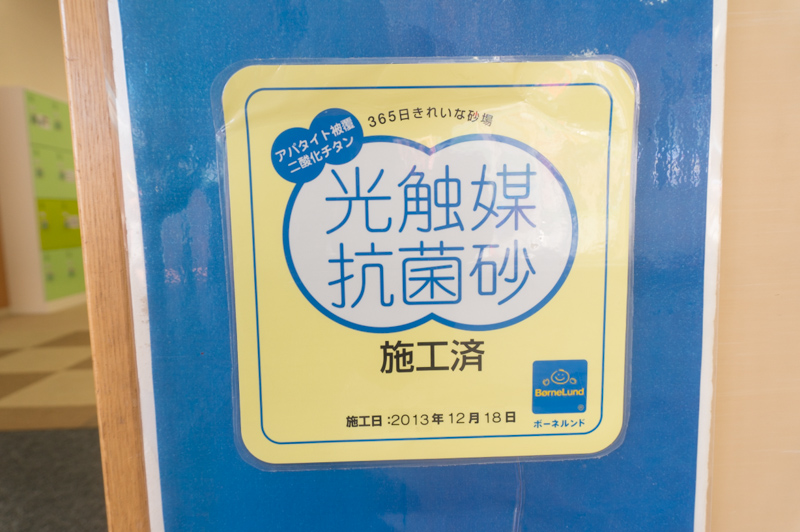 365日きれいな砂場
アパタイト被覆
二酸化チタン
光触媒
抗菌砂
施工済
BørneLund
®
ボーネルンド
施工日:2013年12月18日